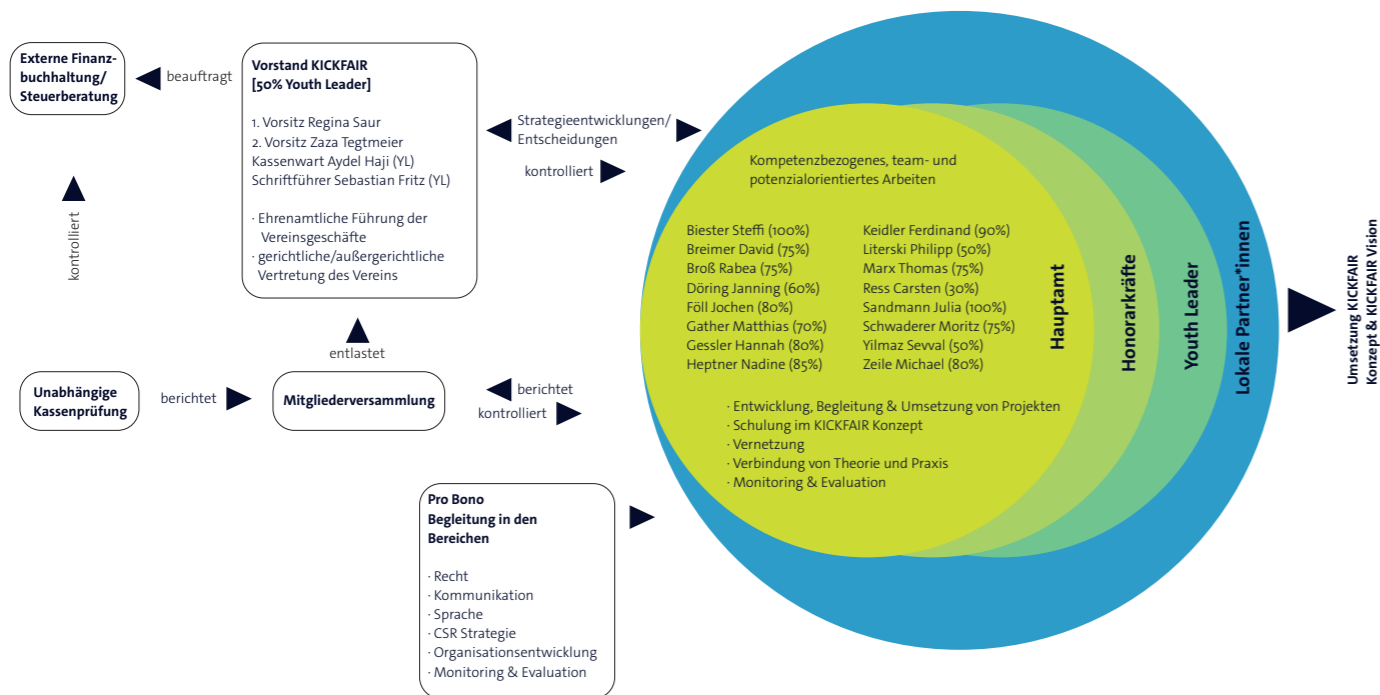 Externe Finanz-
buchhaltung/
Steuerberatung
beauftragt
Vorstand KICKFAIR
[50% Youth Leader]
1. Vorsitz Regina Saur
2. Vorsitz Zaza Tegtmeier
Kassenwart Aydel Haji (YL)
Schriftführer Sebastian Fritz (YL)
· Ehrenamtliche Führung der
Vereinsgeschäfte
· gerichtliche/außergerichtliche
Vertretung des Vereins
Strategieentwicklungen/
Entscheidungen
kontrolliert
kontrolliert
entlastet
Unabhängige
Kassenprüfung
berichtet
Mitgliederversammlung
berichtet
kontrolliert
Pro Bono
Begleitung in den
Bereichen
· Recht
· Kommunikation
· Sprache
· CSR Strategie
· Organisationsentwicklung
· Monitoring & Evaluation
Kompetenzbezogenes, team- und
potenzialorientiertes Arbeiten
Biester Steffi (100%)
Breimer David (75%)
Broß Rabea (75%)
Döring Janning (60%)
Föll Jochen (80%)
Gather Matthias (70%)
Gessler Hannah (80%)
Heptner Nadine (85%)
Keidler Ferdinand (90%)
Literski Philipp (50%)
Marx Thomas (75%)
Ress Carsten (30%)
Sandmann Julia (100%)
Schwaderer Moritz (75%)
Yilmaz Sevval (50%)
Zeile Michael (80%)
· Entwicklung, Begleitung & Umsetzung von Projekten
· Schulung im KICKFAIR Konzept
· Vernetzung
· Verbindung von Theorie und Praxis
· Monitoring & Evaluation
Hauptamt
Honorarkräfte
Youth Leader
Lokale Partner*innen
Umsetzung KICKFAIR
Konzept & KICKFAIR Vision